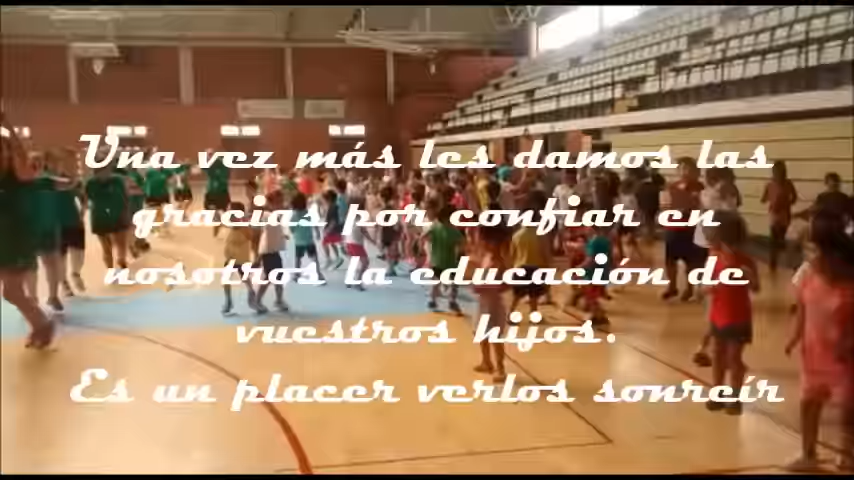 Una vez más les damos las
gracias por confiar en
nosotros la educación de
vuestros hijos.
Es un placer verlos sonreír